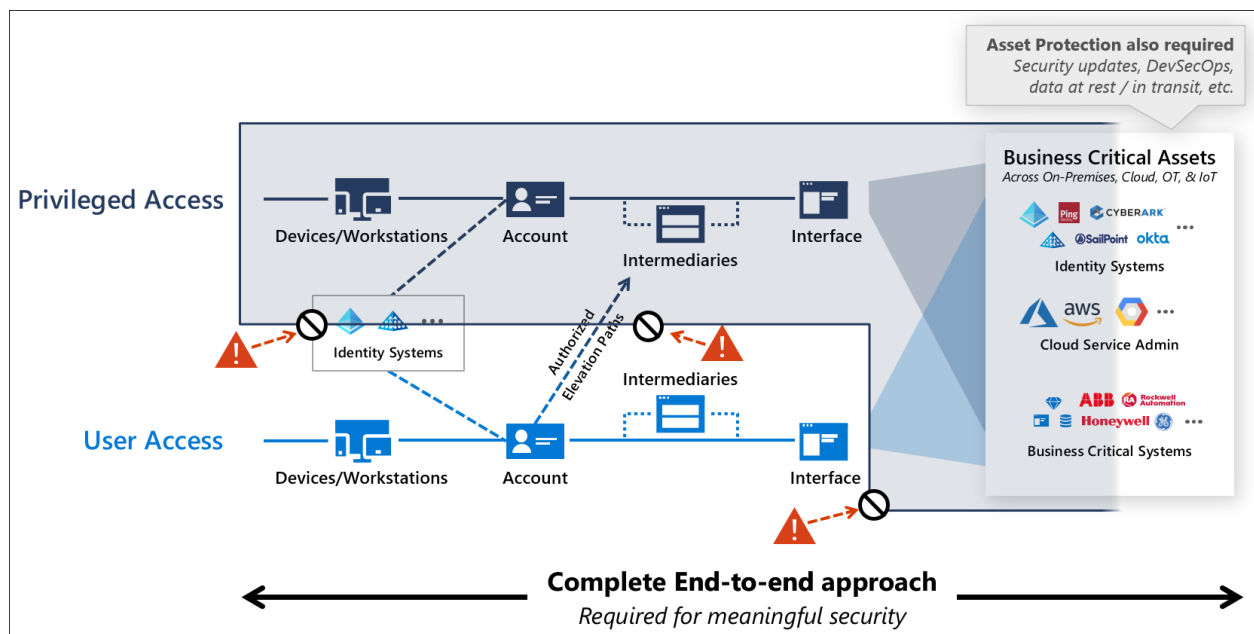 Asset Protection also required
Security updates, DevSecOps,
data at rest / in transit, etc.
Business Critical Assets
Across On-Premises, Cloud, OT, & IoT
Privileged Access
Devices/Workstations
Account
Intermediaries
Interface
Ping
CYBERARK
SailPoint
okta
...
Identity Systems
...
Identity Systems
Authorized
Elevation Paths
aws
...
Cloud Service Admin
Intermediaries
User Access
Devices/Workstations
Account
Interface
ABB
RA
Rockwell
Automation
Honeywell
GE
...
Business Critical Systems
Complete End-to-end approach
Required for meaningful security